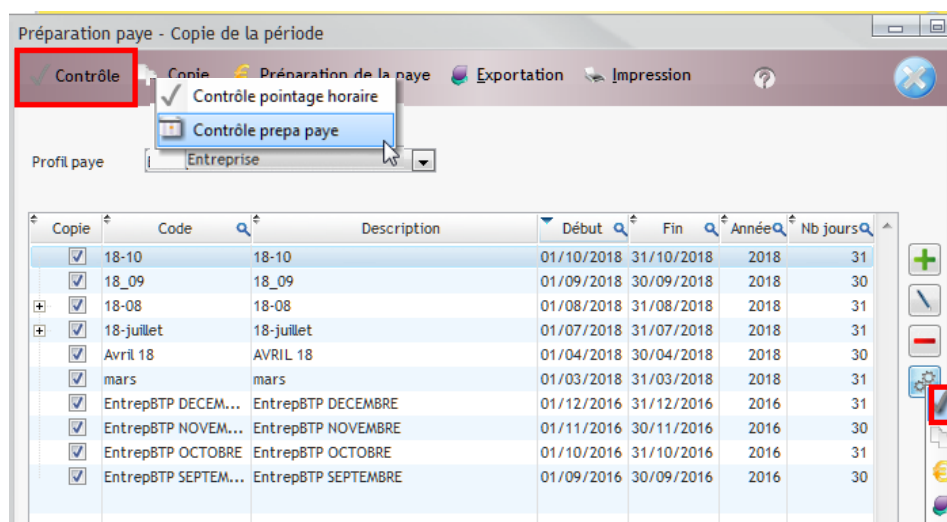 Préparation paye - Copie de la période
Contrôle Copie Préparation de la paye Exportation Impression
Contrôle pointage horaire
Contrôle prepa paye
Profil paye Entreprise
Copie Code Description Début Fin Année Nb jours
18-10 18-10 01/10/2018 31/10/2018 2018 31
18_09 18_09 01/09/2018 30/09/2018 2018 30
18-08 18-08 01/08/2018 31/08/2018 2018 31
18-juillet 18-juillet 01/07/2018 31/07/2018 2018 31
Avril 18 AVRIL 18 01/04/2018 30/04/2018 2018 30
mars mars 01/03/2018 31/03/2018 2018 31
EntrepBTP DECEM... EntrepBTP DECEMBRE 01/12/2016 31/12/2016 2016 31
EntrepBTP NOVEM... EntrepBTP NOVEMBRE 01/11/2016 30/11/2016 2016 30
EntrepBTP OCTOBRE EntrepBTP OCTOBRE 01/10/2016 31/10/2016 2016 31
EntrepBTP SEPTEM... EntrepBTP SEPTEMBRE 01/09/2016 30/09/2016 2016 30